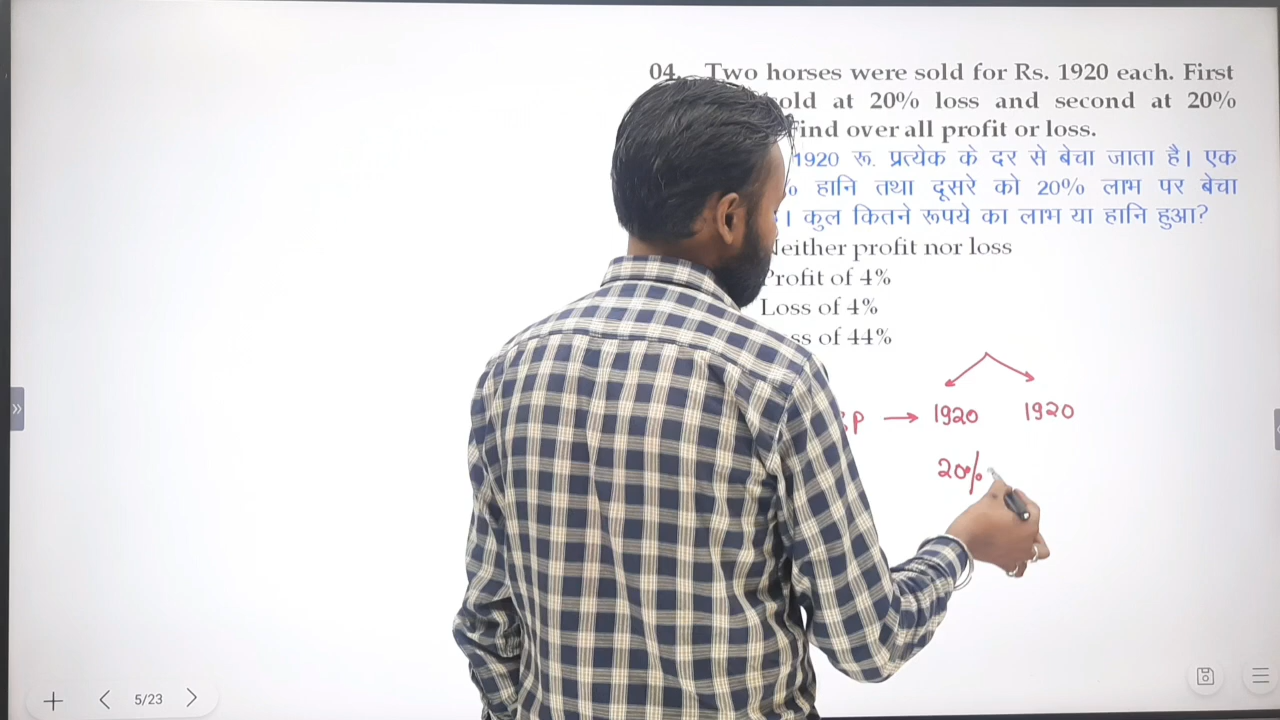 04. Two horses were sold for Rs. 1920 each. First
sold at 20% loss and second at 20%
Find over all profit or loss.
1920 रू. प्रत्येक के दर से बेचा जाता है। एक
% हानि तथा दूसरे को 20% लाभ पर बेचा
। कुल कितने रूपये का लाभ या हानि हुआ?
Neither profit nor loss
Profit of 4%
Loss of 4%
of 44%
SP → 1920 1920
20%
5/23